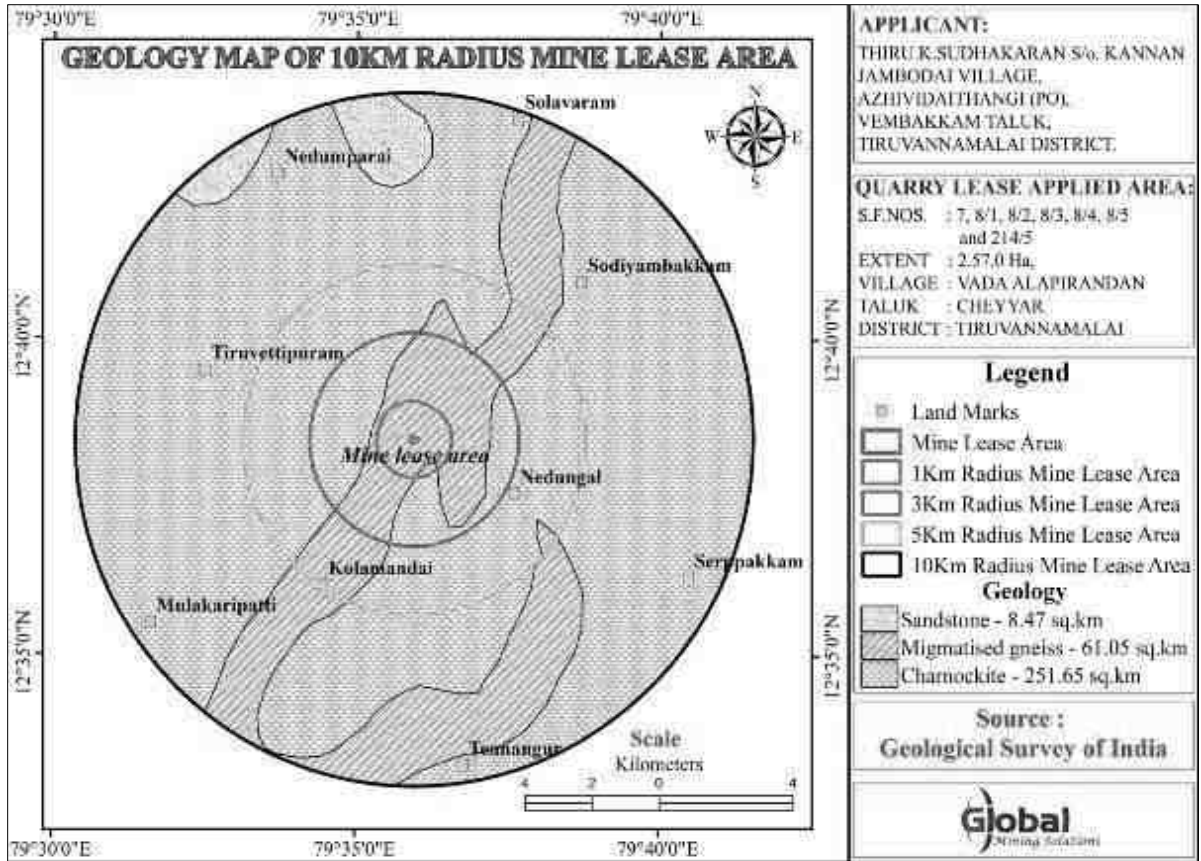 79°30'0"E 79°35'0"E 79°40'0"E
GEOLOGY MAP OF 10KM RADIUS MINE LEASE AREA
Solavaram
N
W E
S
Nedumparai
Sodiyambakkam
12°40'0"N 12°40'0"N
Tiruvettipuram
Mine lease area
Nedungal
Kolamandai
Serppakkam
Mulakaripatti
12°35'0"N 12°35'0"N
Tennangur
Scale
Kilometers
4 2 0 4
79°30'0"E 79°35'0"E 79°40'0"E
APPLICANT:
THIRU.K.SUDHAKARAN S/o. KANNAN
JAMBODAI VILLAGE,
AZHIVIDAITHANGI (PO),
VEMBAKKAM TALUK,
TIRUVANNAMALAI DISTRICT.
QUARRY LEASE APPLIED AREA:
S.F.NOS. : 7, 8/1, 8/2, 8/3, 8/4, 8/5
and 214/5
EXTENT : 2.57.0 Ha,
VILLAGE : VADA ALAPIRANDAN
TALUK : CHEYYAR
DISTRICT : TIRUVANNAMALAI
Legend
Land Marks
Mine Lease Area
1Km Radius Mine Lease Area
3Km Radius Mine Lease Area
5Km Radius Mine Lease Area
10Km Radius Mine Lease Area
Geology
Sandstone - 8.47 sq.km
Migmatised gneiss - 61.05 sq.km
Charnockite - 251.65 sq.km
Source :
Geological Survey of India
Global
Mining Solutions